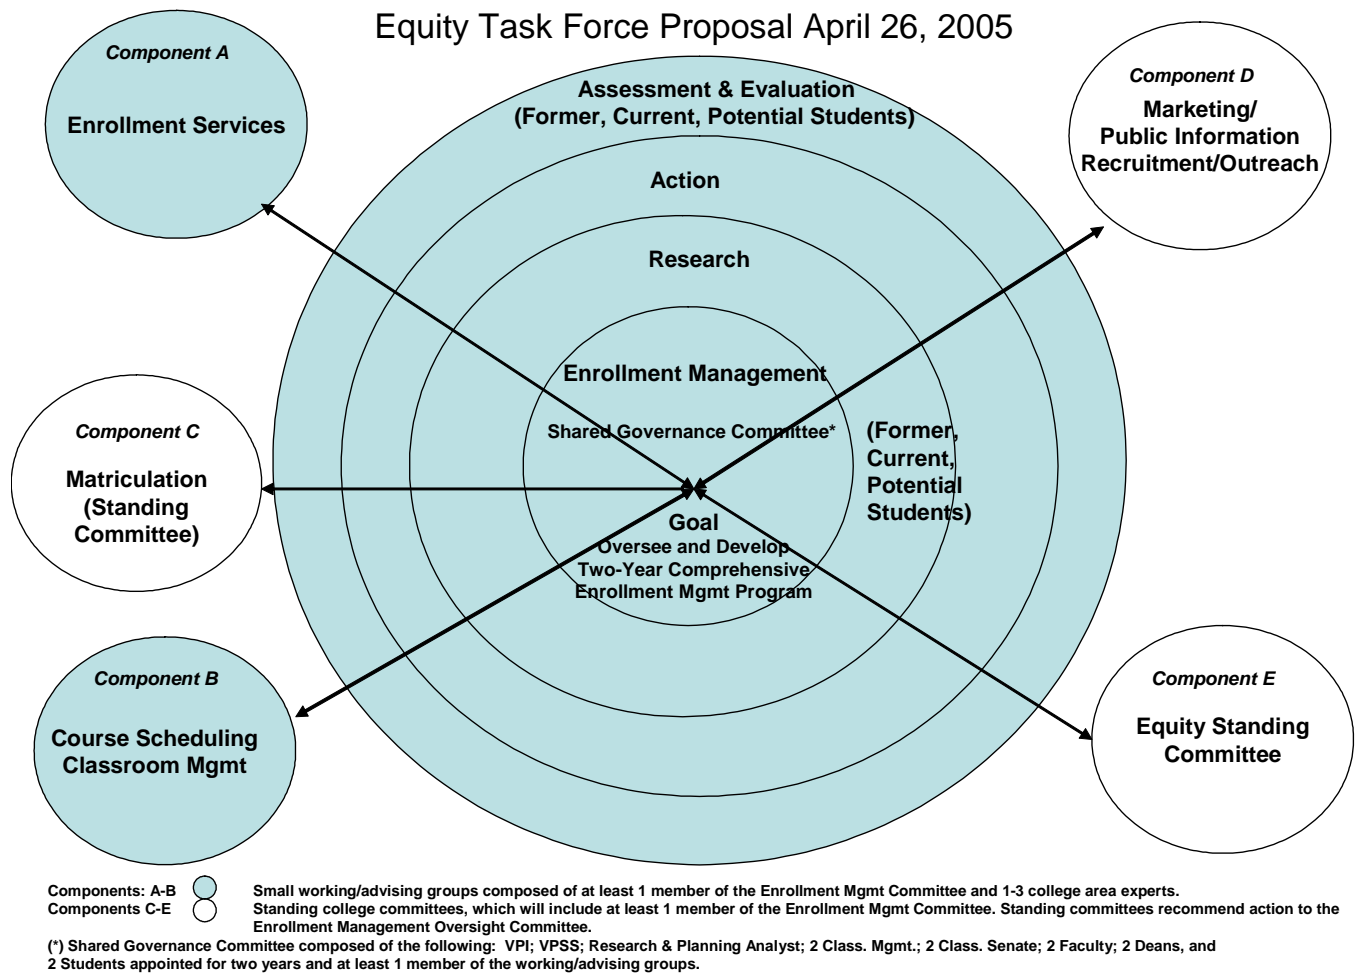 Equity Task Force Proposal April 26, 2005
Component A
Enrollment Services
Assessment & Evaluation
(Former, Current, Potential Students)
Action
Research
Component D
Marketing/
Public Information
Recruitment/Outreach
Enrollment Management
Shared Governance Committee*
(Former,
Current,
Potential
Students)
Component C
Matriculation
(Standing
Committee)
Goal
Oversee and Develop
Two-Year Comprehensive
Enrollment Mgmt Program
Component B
Course Scheduling
Classroom Mgmt
Component E
Equity Standing
Committee
Components: A-B Small working/advising groups composed of at least 1 member of the Enrollment Mgmt Committee and 1-3 college area experts.
Components C-E Standing college committees, which will include at least 1 member of the Enrollment Mgmt Committee. Standing committees recommend action to the
Enrollment Management Oversight Committee.
(*) Shared Governance Committee composed of the following: VPI; VPSS; Research & Planning Analyst; 2 Class. Mgmt.; 2 Class. Senate; 2 Faculty; 2 Deans, and
2 Students appointed for two years and at least 1 member of the working/advising groups.